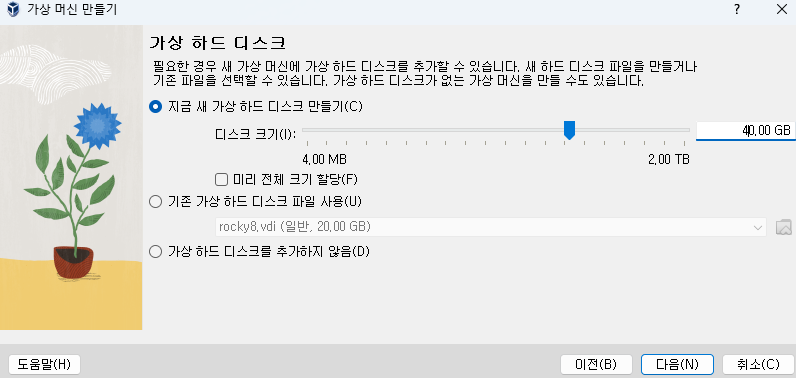 가상 머신 만들기
?
가상 하드 디스크
필요한 경우 새 가상 머신에 가상 하드 디스크를 추가할 수 있습니다. 새 하드 디스크 파일을 만들거나
기존 파일을 선택할 수 있습니다. 가상 하드 디스크가 없는 가상 머신을 만들 수도 있습니다.
지금 새 가상 하드 디스크 만들기(C)
디스크 크기(I): 40,00 GB
4,00 MB 2,00 TB
미리 전체 크기 할당(F)
기존 가상 하드 디스크 파일 사용(U)
rocky8,vdi (일반, 20,00 GB)
가상 하드 디스크를 추가하지 않음(D)
도움말(H) 이전(B) 다음(N) 취소(C)